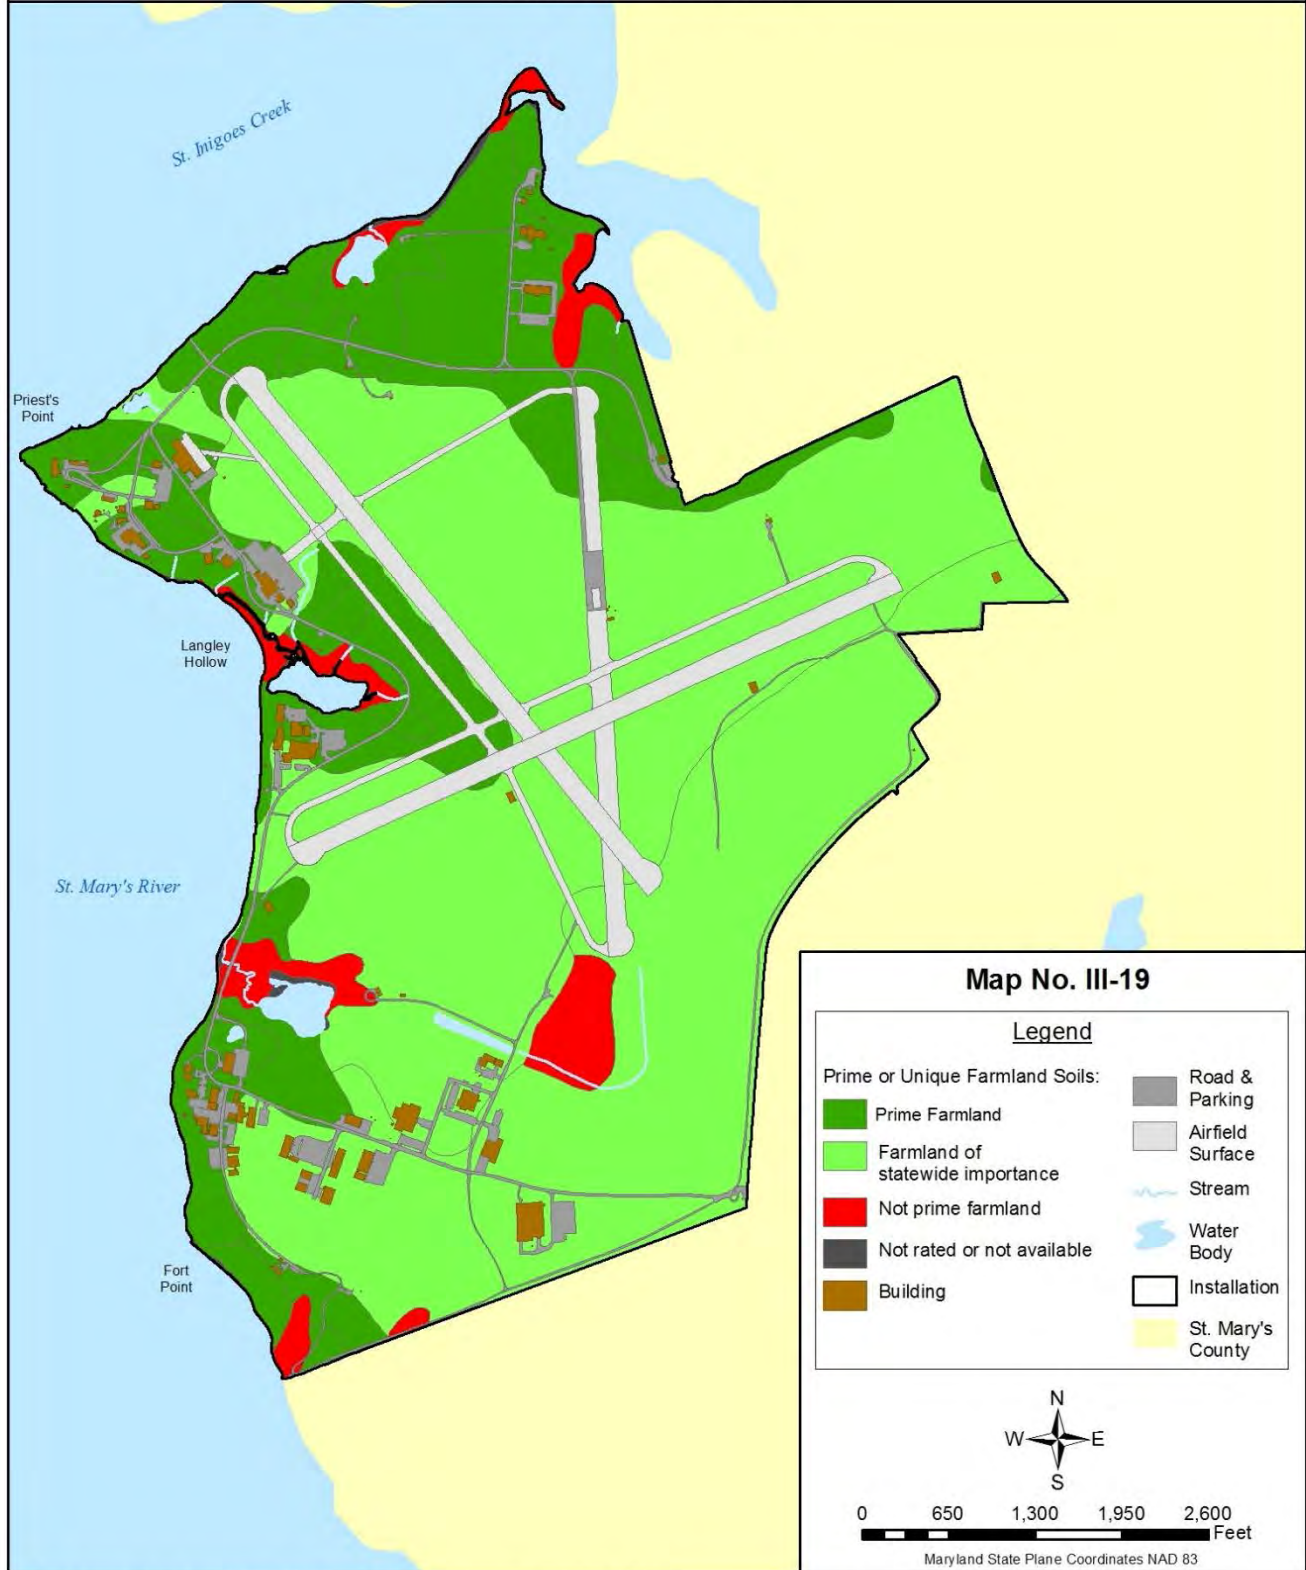 St. Inigoes Creek
Priest's
Point
Langley
Hollow
St. Mary's River
Fort
Point
Map No. III-19
Legend
Prime or Unique Farmland Soils:
Prime Farmland
Farmland of
statewide importance
Not prime farmland
Not rated or not available
Building
Road &
Parking
Airfield
Surface
Stream
Water
Body
Installation
St. Mary's
County
N
W E
S
0 650 1,300 1,950 2,600
Feet
Maryland State Plane Coordinates NAD 83